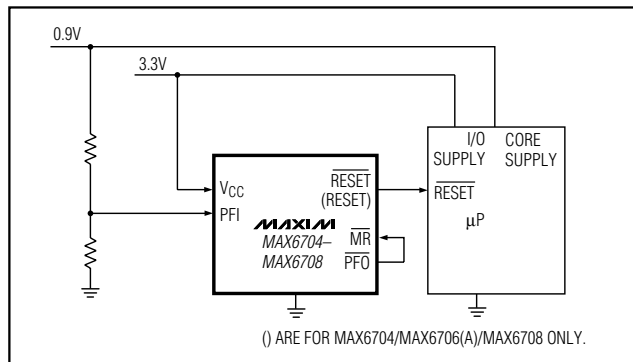 0.9V
3.3V
I/O SUPPLY
CORE SUPPLY
VCC
PFI
RESET
(RESET)
MAXIM
MAX6704–
MAX6708
MR
PFO
RESET
µP
() ARE FOR MAX6704/MAX6706(A)/MAX6708 ONLY.